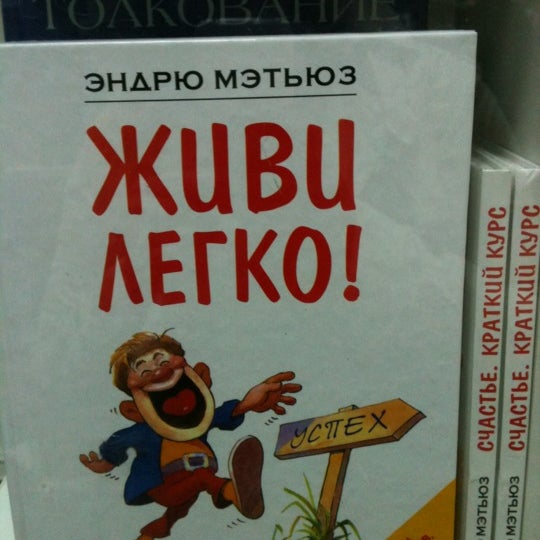 ТОЛКОВАНИЕ
ЭНДРЮ МЭТЬЮЗ
ЖИВИ
ЛЕГКО!
УСПЕХ
МЭТЬЮЗ СЧАСТЬЕ. КРАТКИЙ КУРС
МЭТЬЮЗ СЧАСТЬЕ. КРАТКИЙ КУРС